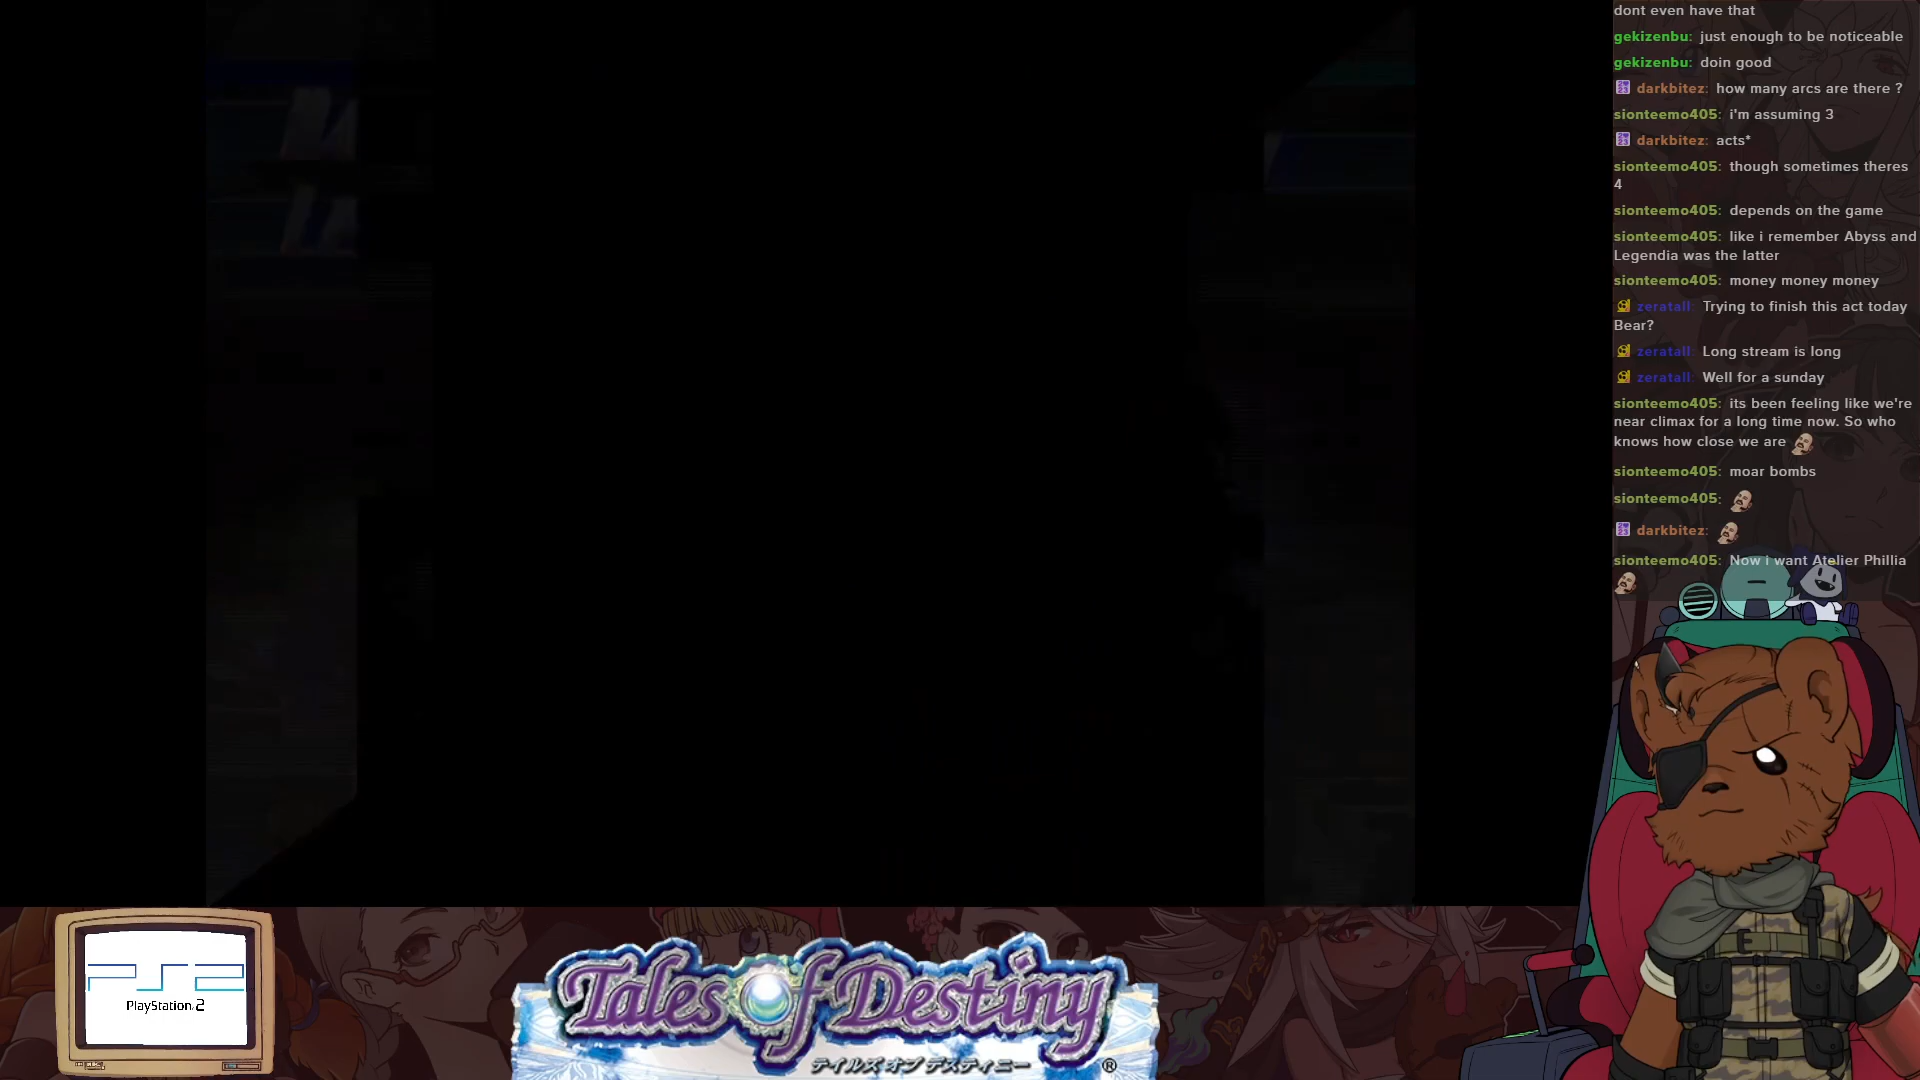 dont even have that
gekizenbu: just enough to be noticeable
gekizenbu: doin good
darkbitez: how many arcs are there ?
sionteemo405: i'm assuming 3
darkbitez: acts*
sionteemo405: though sometimes theres
4
sionteemo405: depends on the game
sionteemo405: like i remember Abyss and
Legendia was the latter
sionteemo405: money money money
zeratall: Trying to finish this act today
Bear?
zeratall: Long stream is long
zeratall: Well for a sunday
sionteemo405: its been feeling like we're
near climax for a long time now. So who
knows how close we are
sionteemo405: moar bombs
sionteemo405:
darkbitez:
sionteemo405: Now i want Atelier Phillia
PS2
PlayStation 2
Tales of Destiny
テイルズ オブ デスティニー
®